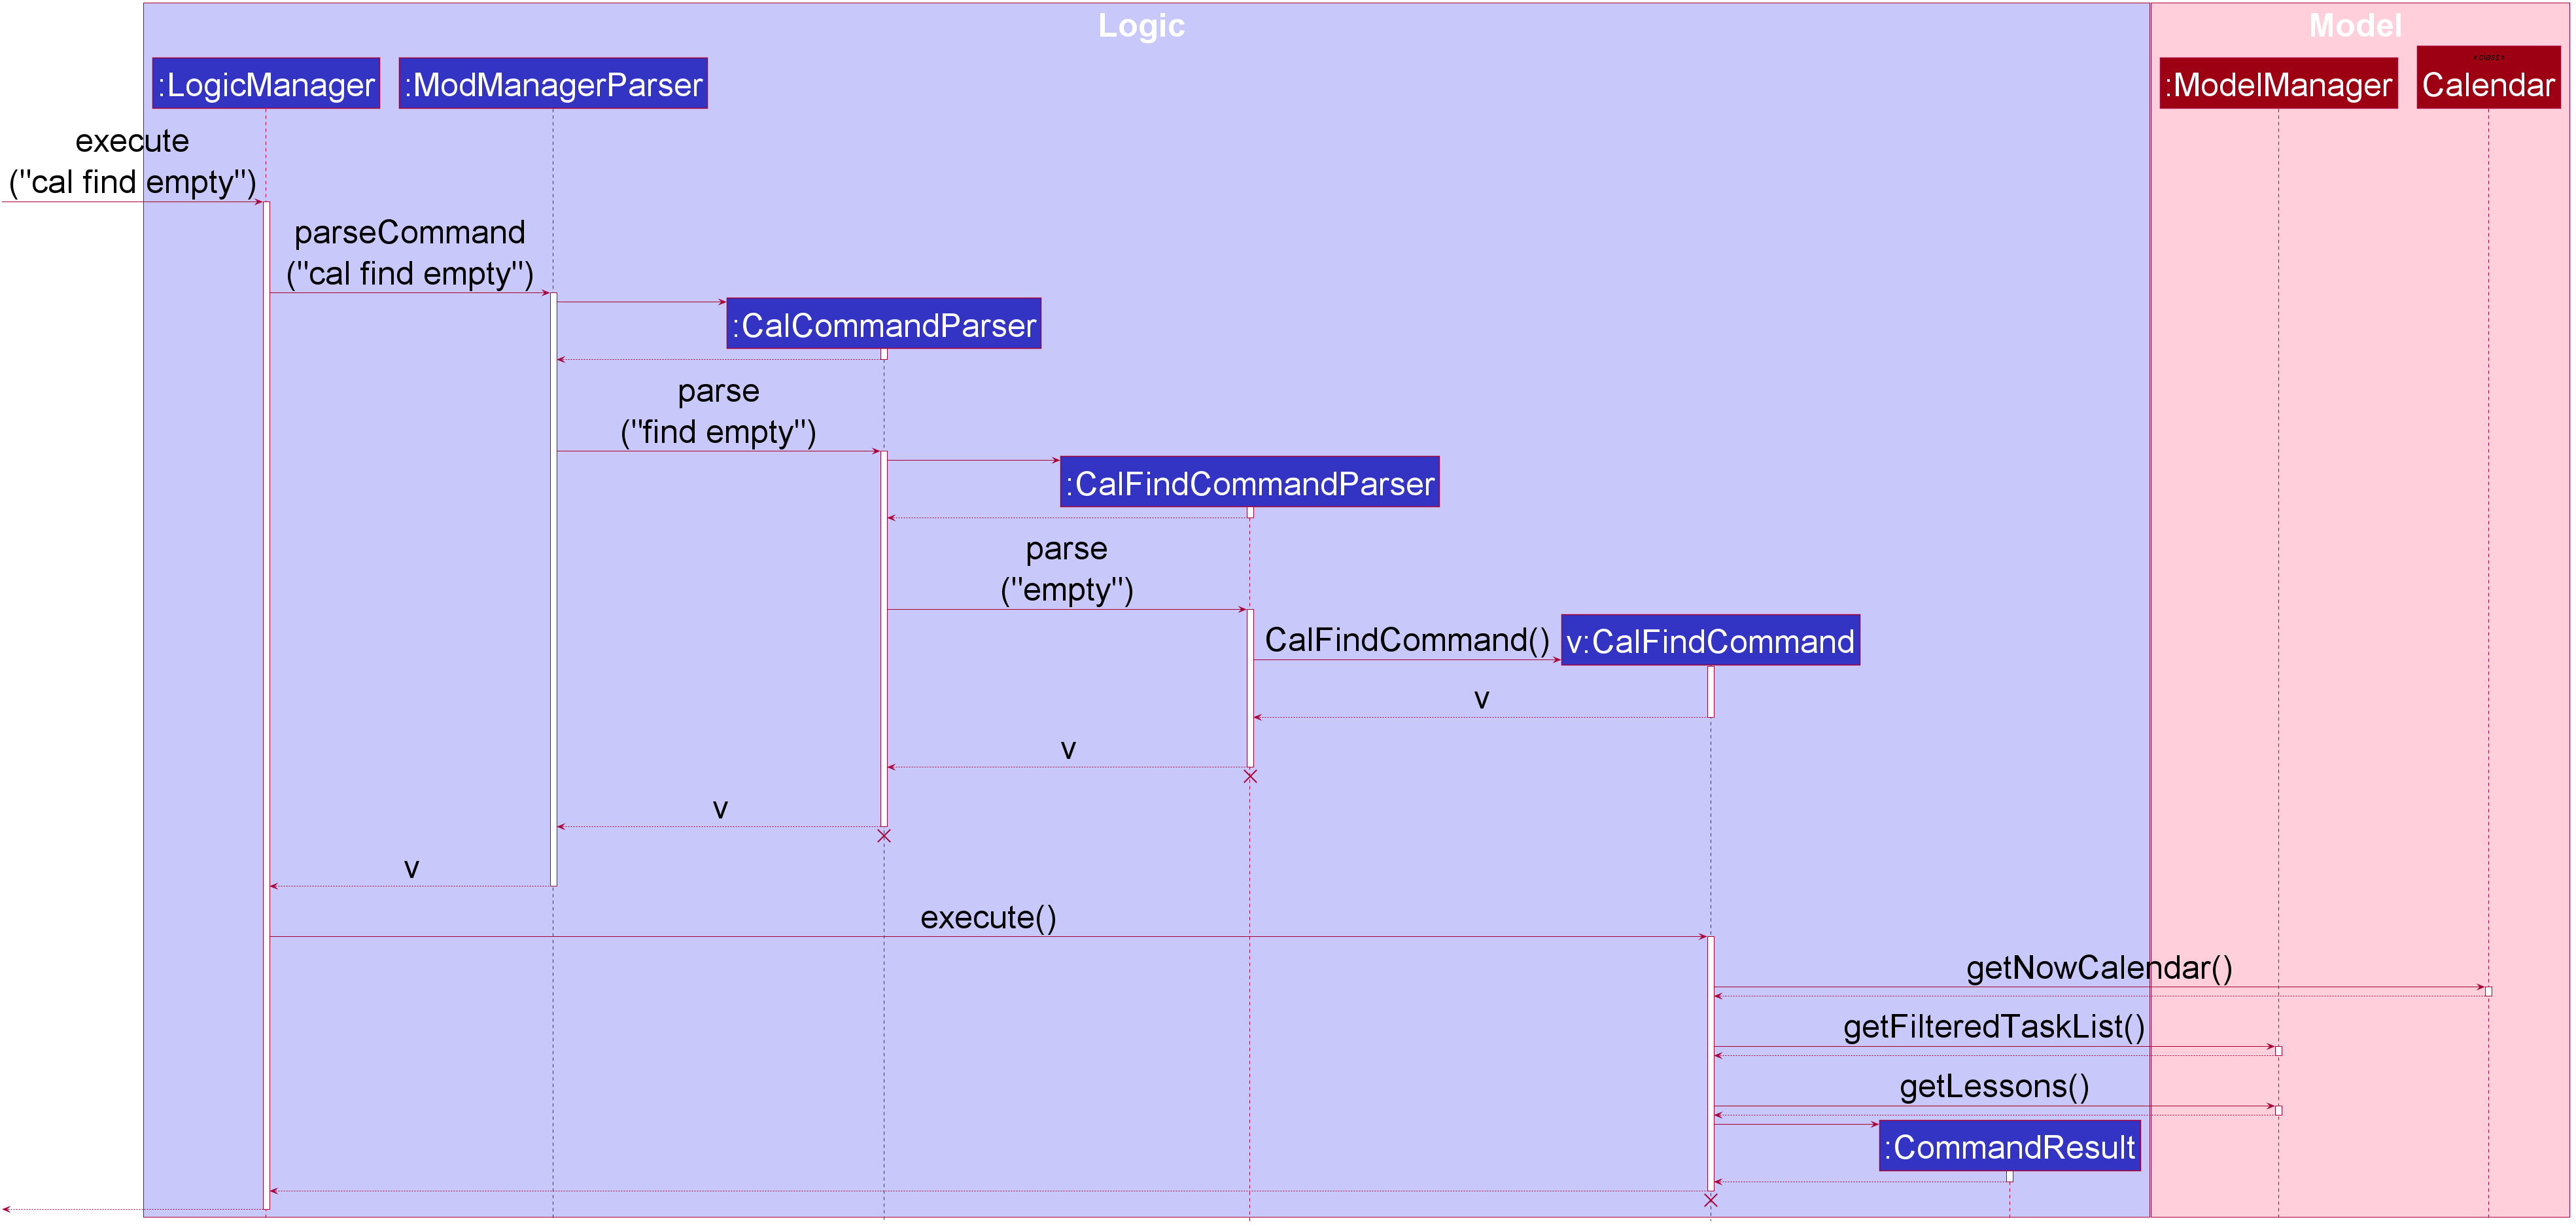 Logic
Model
:LogicManager
:ModManagerParser
:ModelManager
«class»
Calendar
execute
("cal find empty")
parseCommand
("cal find empty")
:CalCommandParser
parse
("find empty")
:CalFindCommandParser
parse
("empty")
CalFindCommand()
v:CalFindCommand
v
v
v
v
execute()
getNowCalendar()
getFilteredTaskList()
getLessons()
:CommandResult